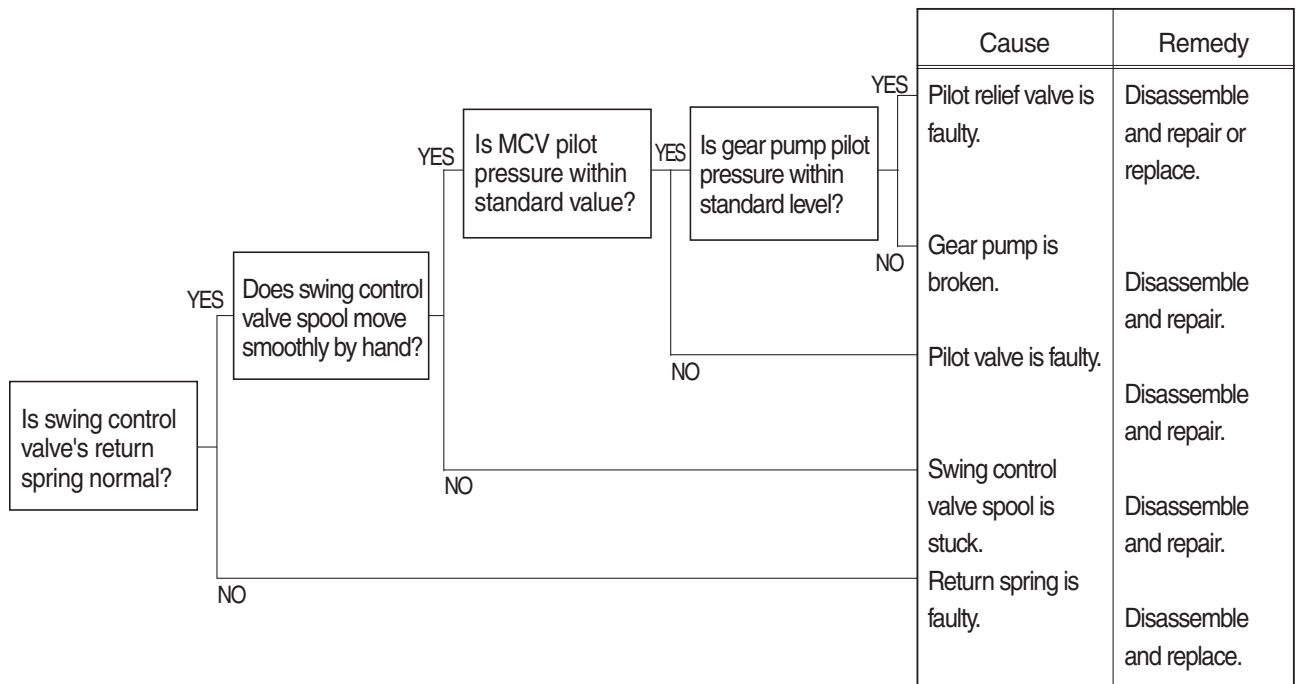 Cause
Remedy
YES
Pilot relief valve is
faulty.
Disassemble
and repair or
replace.
Is MCV pilot
pressure within
standard value?
YES
YES
Is gear pump pilot
pressure within
standard level?
NO
Gear pump is
broken.
Disassemble
and repair.
YES
Does swing control
valve spool move
smoothly by hand?
NO
Pilot valve is faulty.
Disassemble
and repair.
Is swing control
valve's return
spring normal?
NO
Swing control
valve spool is
stuck.
Disassemble
and repair.
NO
Return spring is
faulty.
Disassemble
and replace.